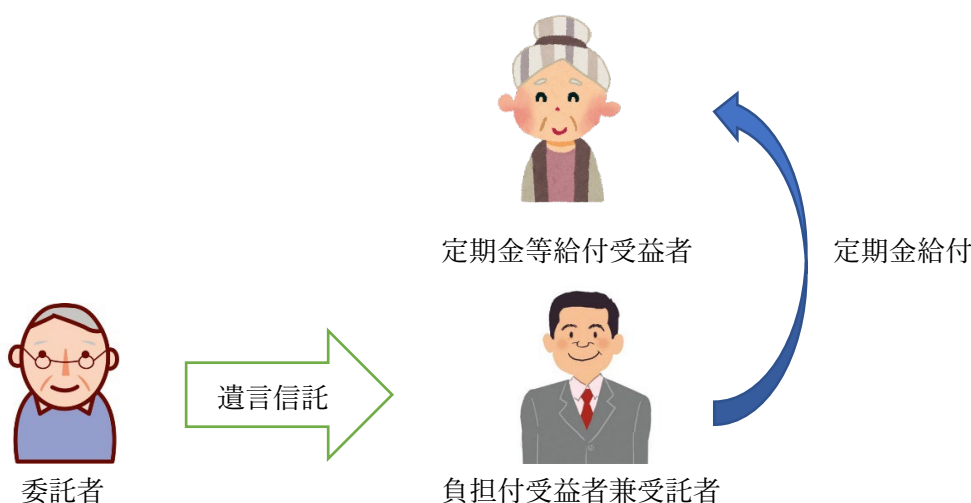 定期金等給付受益者
定期金給付
遺言信託
委託者
負担付受益者兼受託者